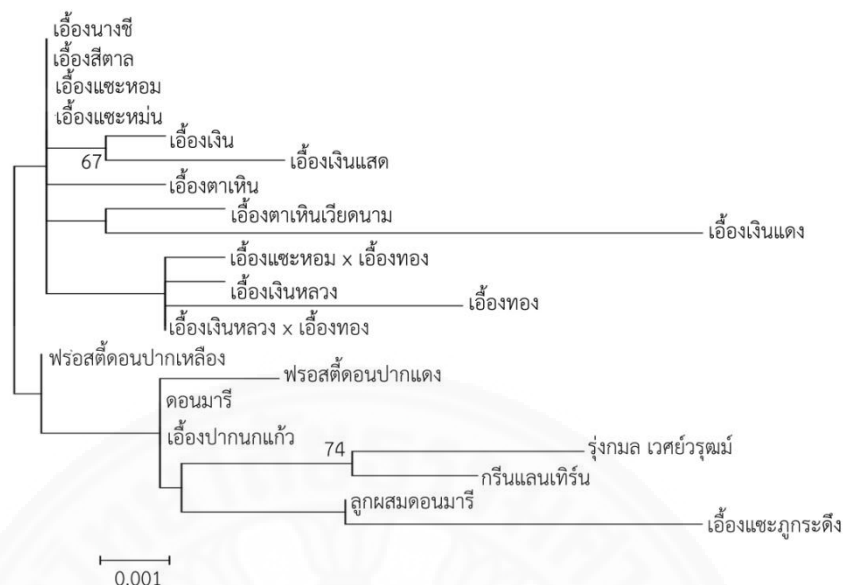 เอื้องนางชี
เอื้องสีตาล
เอื้องแซะหอม
เอื้องแซะหม่น
เอื้องเงิน
67
เอื้องเงินแสด
เอื้องตาเหิน
เอื้องตาเหินเวียดนาม
เอื้องเงินแดง
เอื้องแซะหอม x เอื้องทอง
เอื้องเงินหลวง
เอื้องทอง
เอื้องเงินหลวง x เอื้องทอง
ฟรอสตี้ดอนปากเหลือง
ฟรอสตี้ดอนปากแดง
ดอนมารี
เอื้องปากนกแก้ว
74
รุ่งกมล เวศย์วรุฒม์
กรีนแลนเทิร์น
ลูกผสมดอนมารี
เอื้องแซะภูกระดึง
0.001